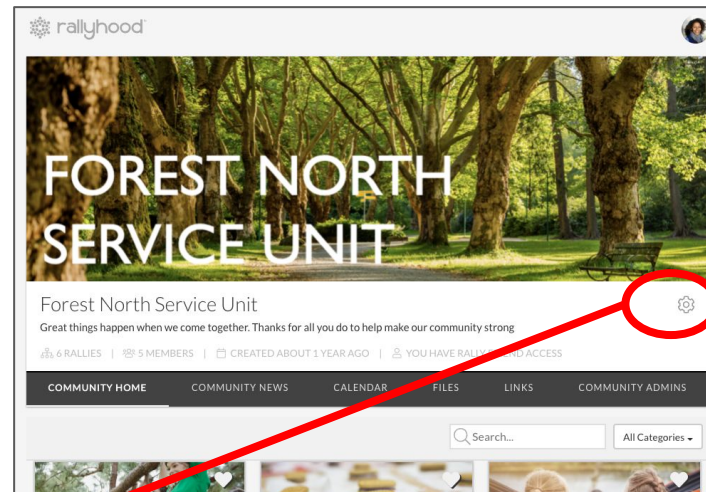 rallyhood
FOREST NORTH
SERVICE UNIT
Forest North Service Unit
Great things happen when we come together. Thanks for all you do to help make our community strong
6 RALLIES | 5 MEMBERS | CREATED ABOUT 1 YEAR AGO | YOU HAVE RALLY ACCESS
COMMUNITY HOME COMMUNITY NEWS CALENDAR FILES LINKS COMMUNITY ADMINS
Search... All Categories